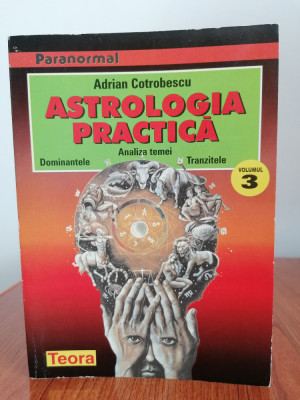 Paranormal
Adrian Cotrobescu
ASTROLOGIA
PRACTICĂ
Analiza temei
Dominantele Tranzitele
VOLUMUL
3
Teora